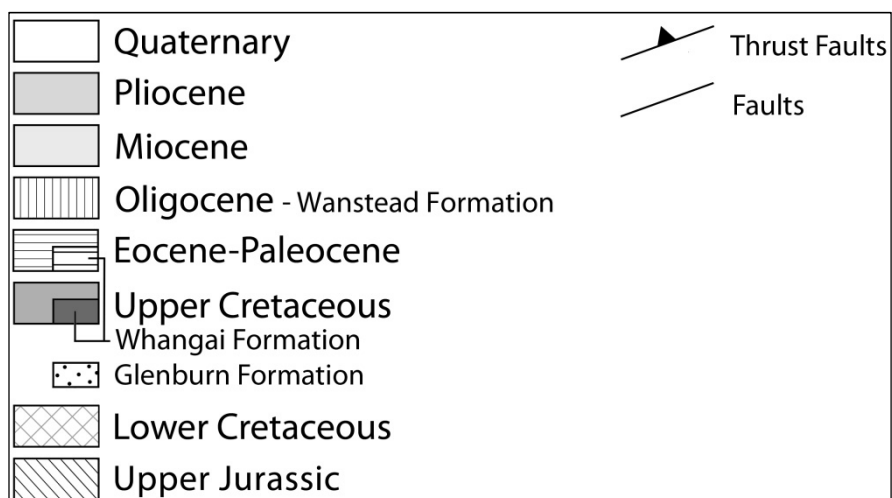 Quaternary
Pliocene
Miocene
Oligocene - Wanstead Formation
Eocene-Paleocene
Upper Cretaceous
Whangai Formation
Glenburn Formation
Lower Cretaceous
Upper Jurassic
Thrust Faults
Faults